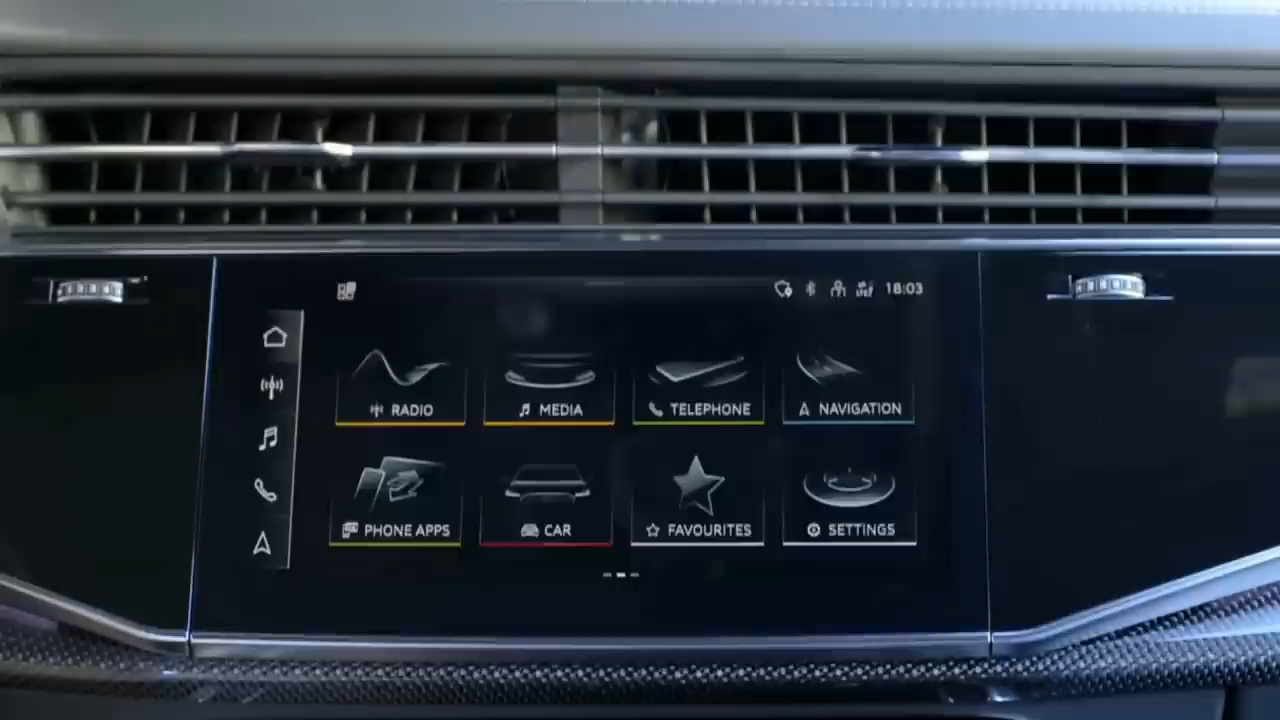 18:03
RADIO MEDIA TELEPHONE NAVIGATION
PHONE APPS CAR FAVOURITES SETTINGS